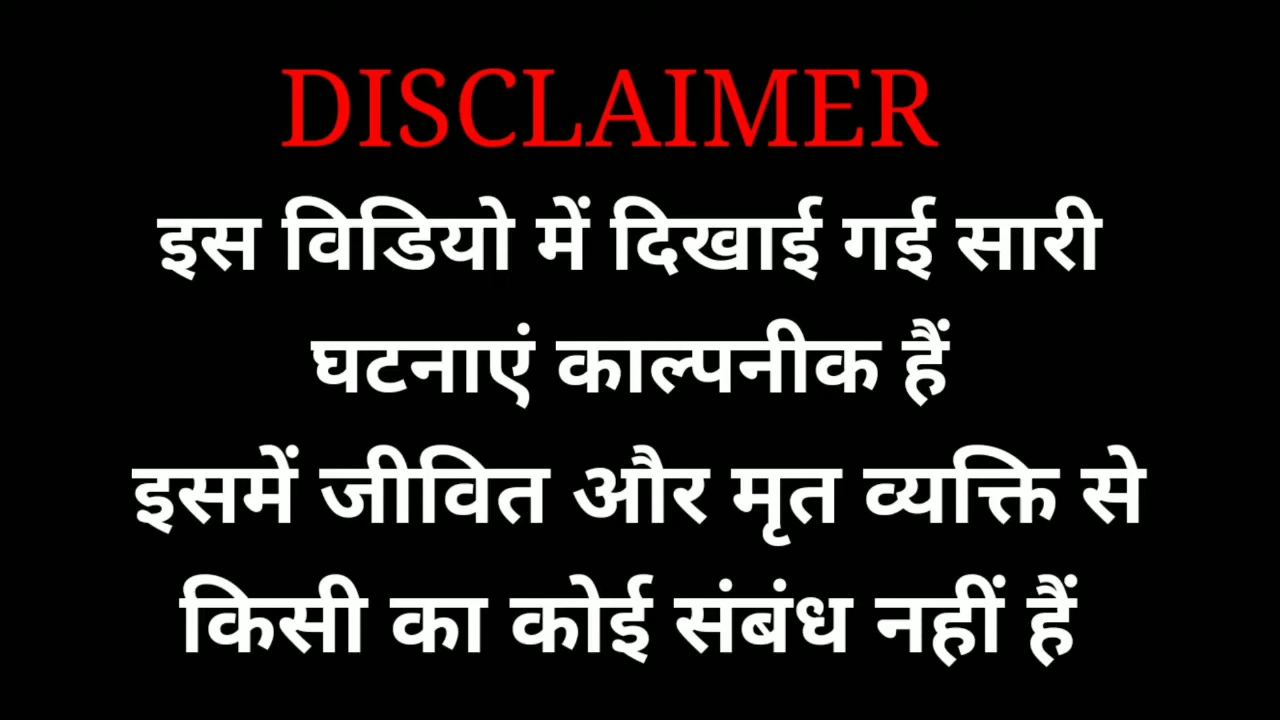 DISCLAIMER
इस विडियो में दिखाई गई सारी
घटनाएं काल्पनीक हैं
इसमें जीवित और मृत व्यक्ति से
किसी का कोई संबंध नहीं हैं